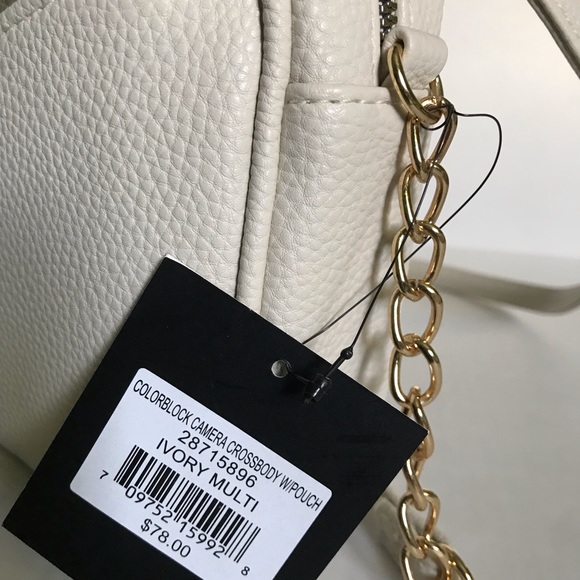 COLORBLOCK CAMERA CROSSBODY W/POUCH
28715896
IVORY MULTI
7 09752 15992 8
$78.00